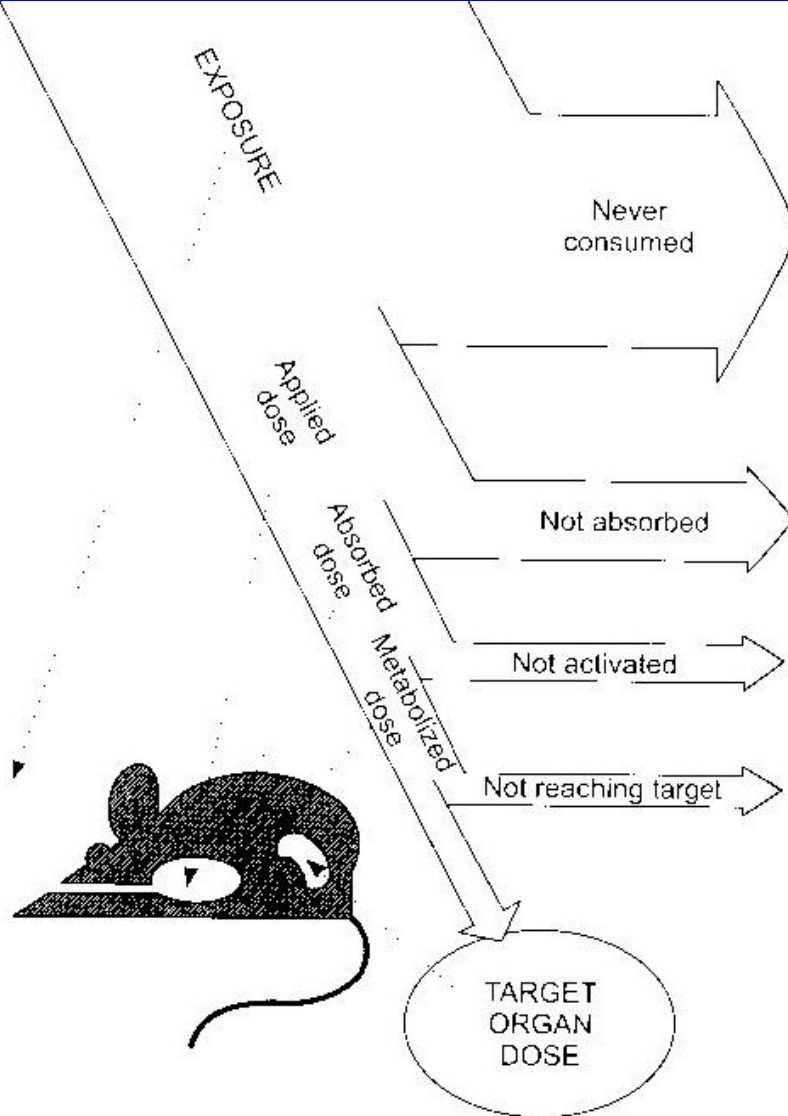 EXPOSURE
Never
consumed
Applied
dose
Not absorbed
Absorbed
dose
Not activated
Metabolized
dose
Not reaching target
TARGET
ORGAN
DOSE